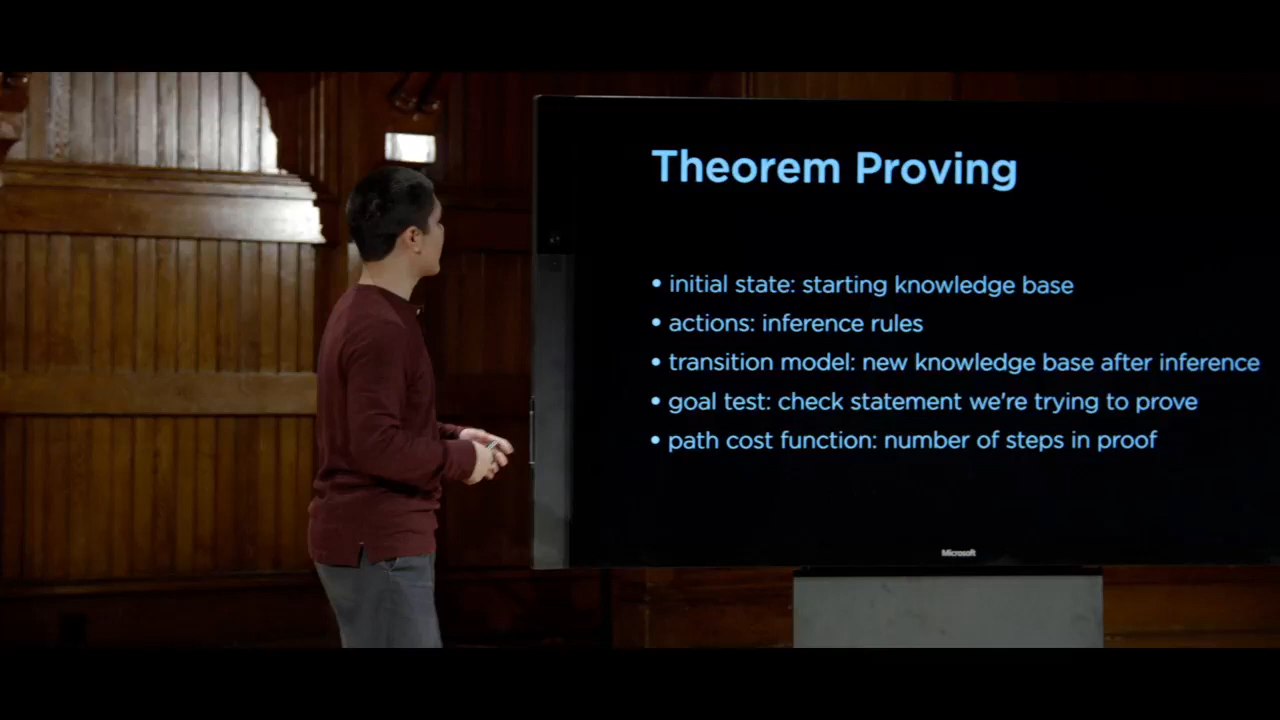 Theorem Proving
• initial state: starting knowledge base
• actions: inference rules
• transition model: new knowledge base after inference
• goal test: check statement we're trying to prove
• path cost function: number of steps in proof
Microsoft